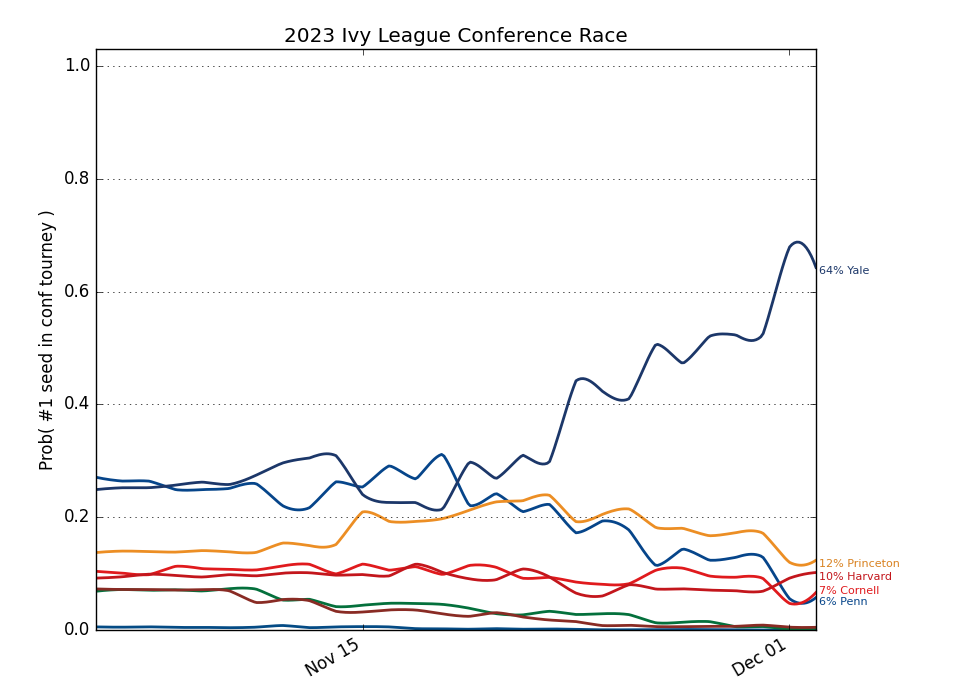 2023 Ivy League Conference Race
Prob( #1 seed in conf tourney )
1.0
0.8
0.6
0.4
0.2
0.0
64% Yale
12% Princeton
10% Harvard
7% Cornell
6% Penn
Nov 15
Dec 01